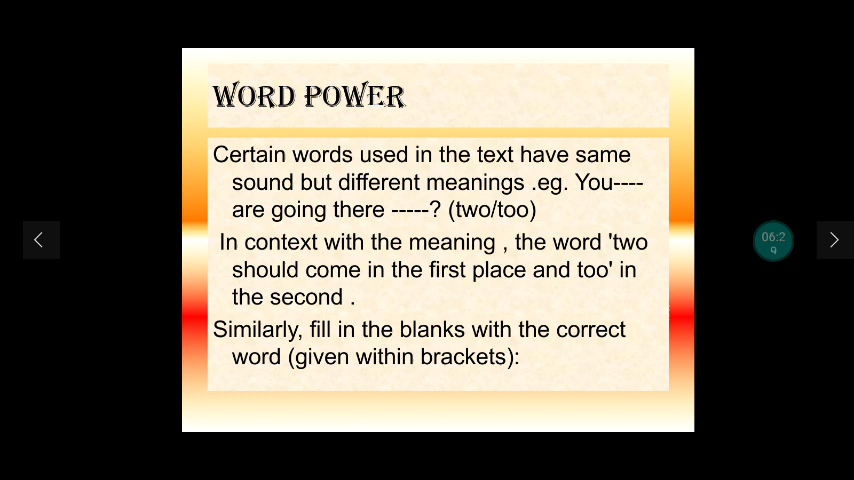 WORD POWER
Certain words used in the text have same
sound but different meanings .eg. You----
are going there -----? (two/too)
In context with the meaning , the word 'two
should come in the first place and too' in
the second .
Similarly, fill in the blanks with the correct
word (given within brackets):
06:2
9